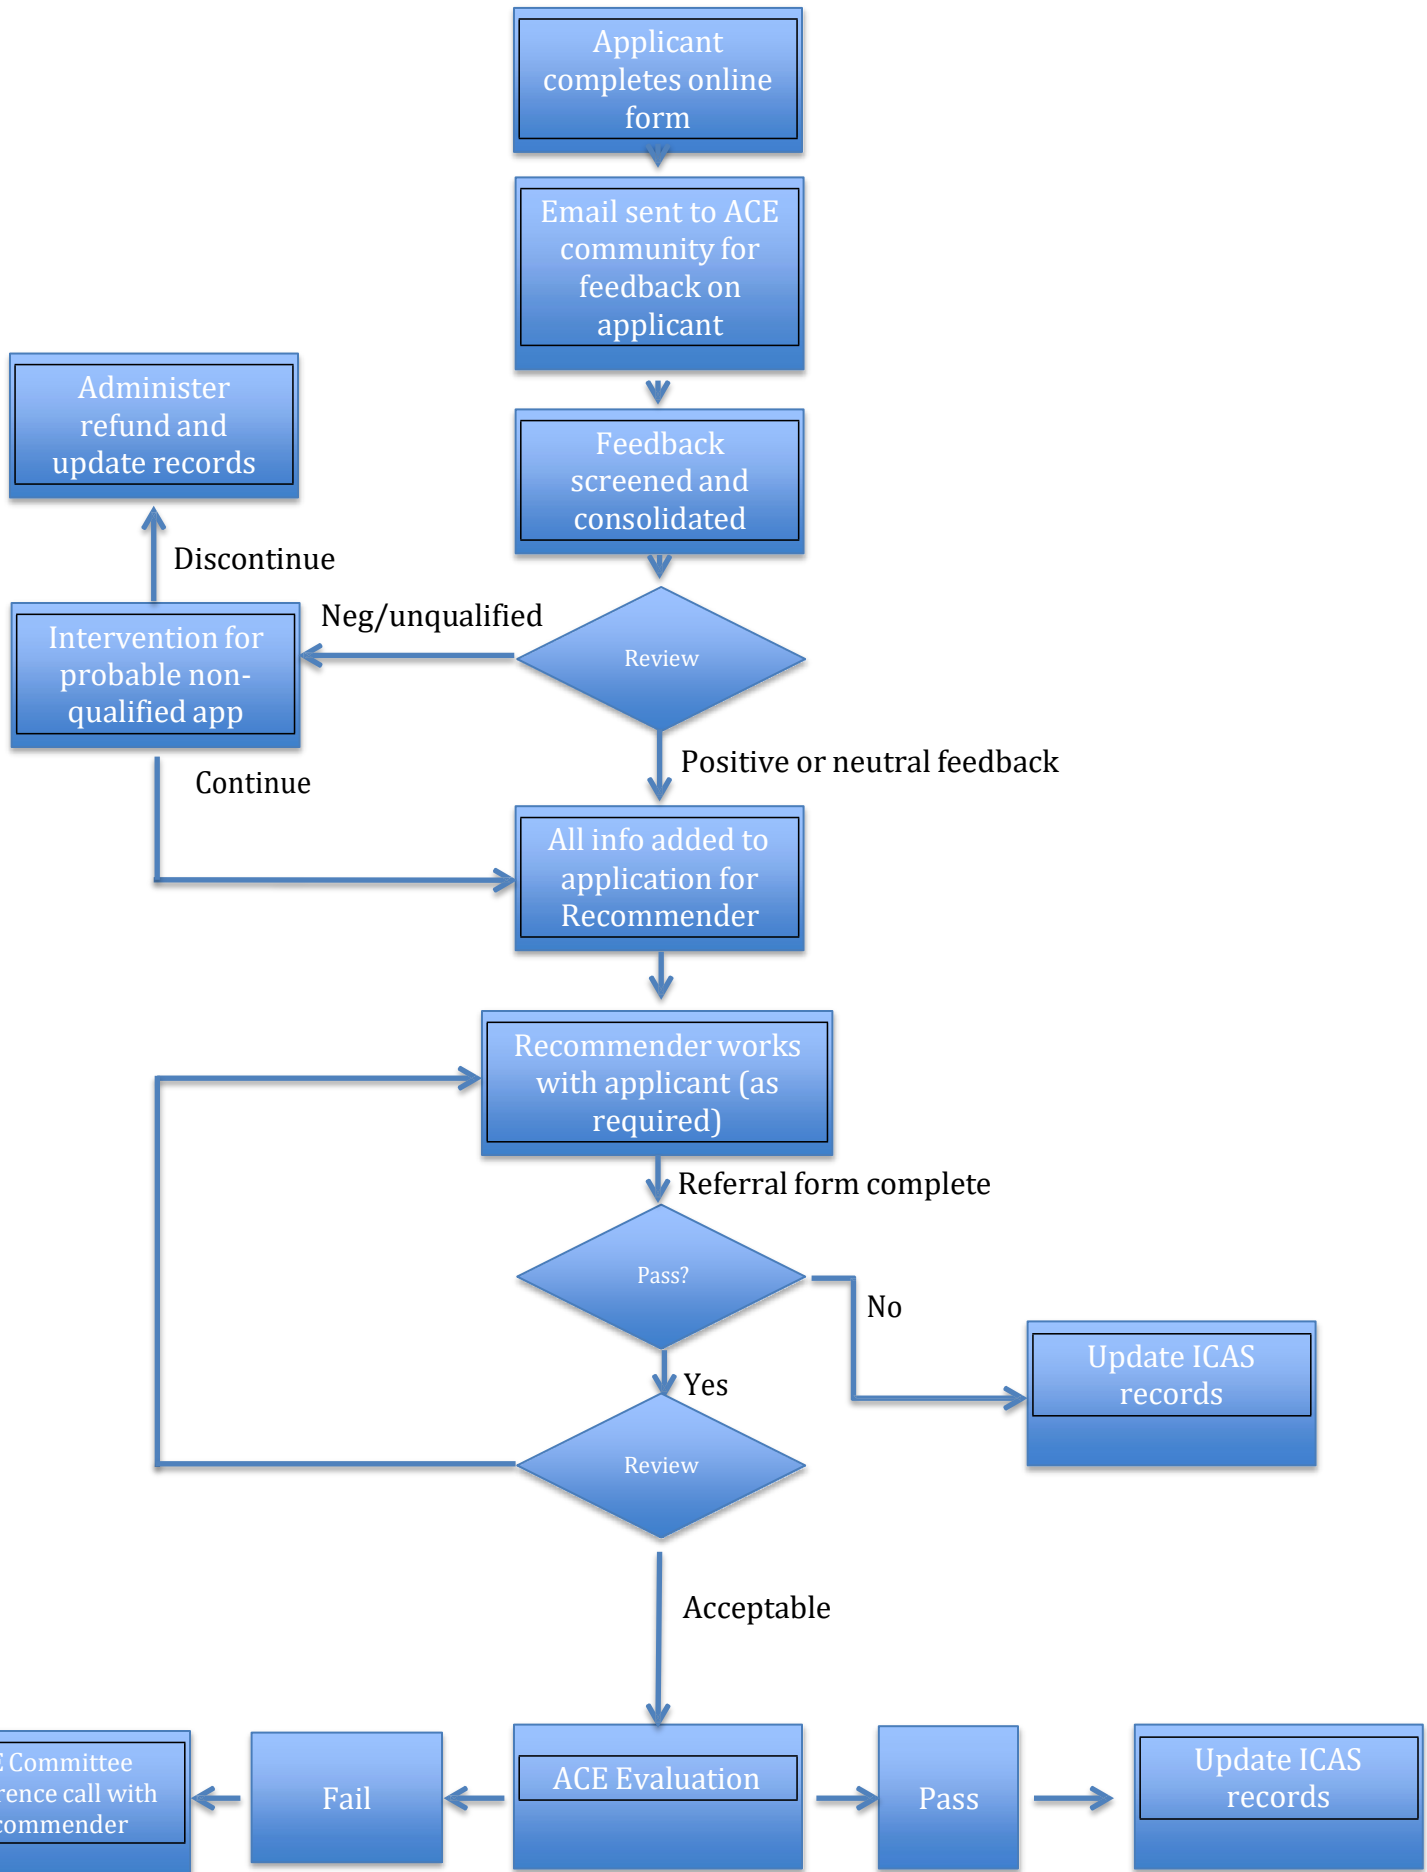 Applicant
completes online
form
Email sent to ACE
community for
feedback on
applicant
Administer
refund and
update records
Feedback
screened and
consolidated
Discontinue
Neg/unqualified
Intervention for
probable non-
qualified app
Review
Continue
Positive or neutral feedback
All info added to
application for
Recommender
Recommender works
with applicant (as
required)
Referral form complete
Pass?
No
Update ICAS
records
Yes
Review
Acceptable
Committee
call with
Fail
ACE Evaluation
Pass
Update ICAS
records